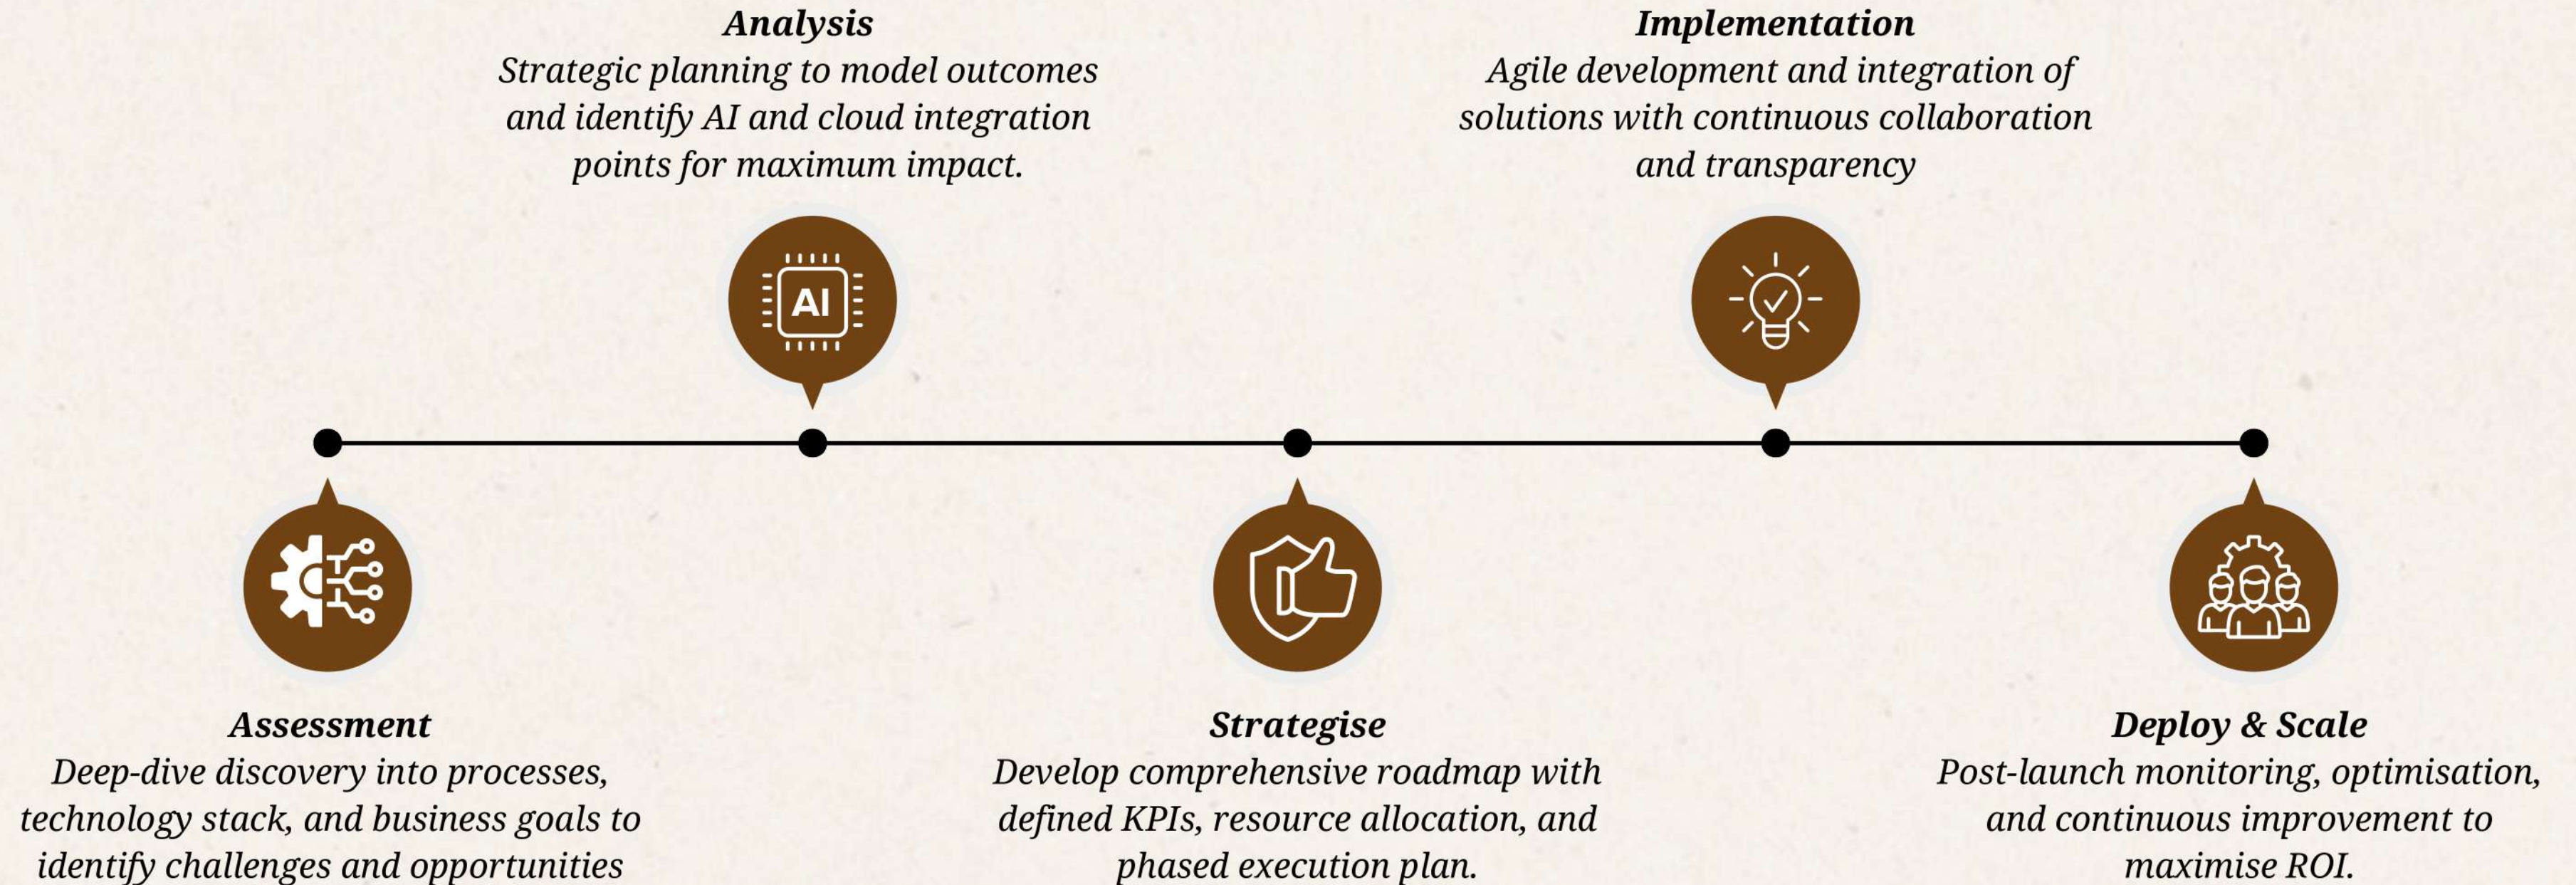 Analysis
Strategic planning to model outcomes
and identify AI and cloud integration
points for maximum impact.
Implementation
Agile development and integration of
solutions with continuous collaboration
and transparency
AI
Assessment
Deep-dive discovery into processes,
technology stack, and business goals to
identify challenges and opportunities
Strategise
Develop comprehensive roadmap with
defined KPIs, resource allocation, and
phased execution plan.
Deploy & Scale
Post-launch monitoring, optimisation,
and continuous improvement to
maximise ROI.